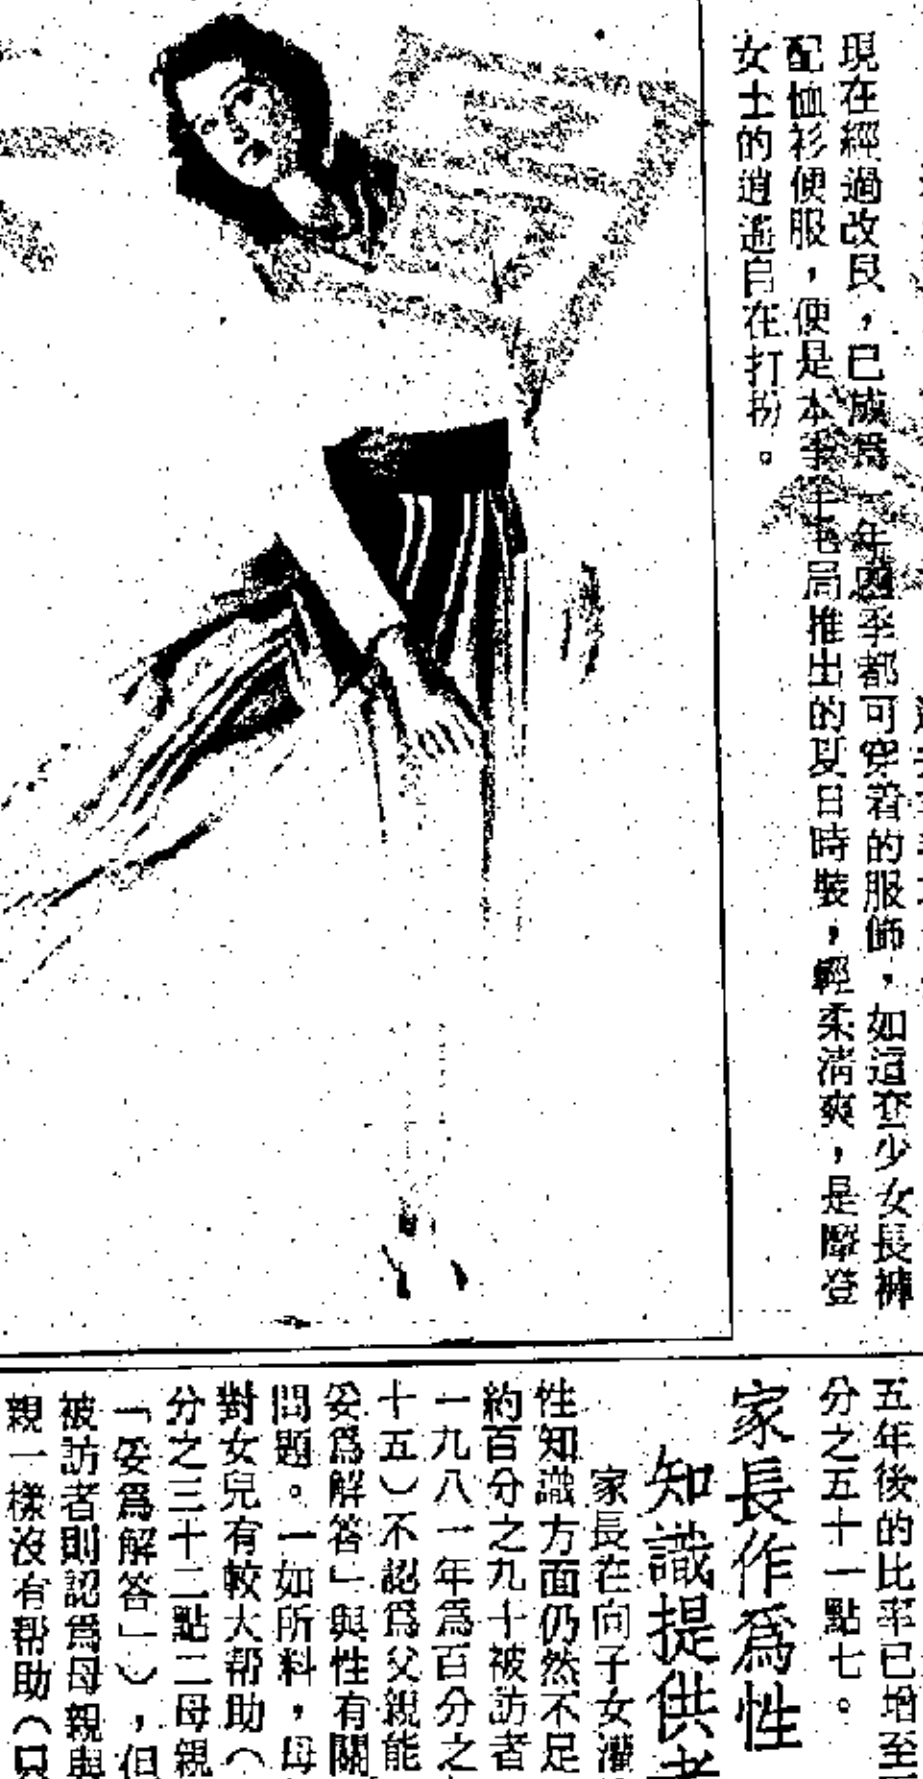 現在經過改良，已成爲一年四季都可穿着的服飾，如這套少女長褲
配恤衫便服，便是本季七毛局推出的夏日時裝，輕柔清爽，是摩登
女士的逍遙自在打扮。
五年後的比率已增至百
分之五十一點七。
家長作爲性
知識提供者
家長在向子女灌
性知識方面仍然不足
約百分之九十被訪者
一九八一年爲百分之
十五）不認爲父親能
妥爲解答」與性有關
問題。一如所料，母
對女兒有較大帮助（
分之三十二點二母親
「妥爲解答」），但
被訪者則認爲母親與
親一樣沒有帮助（只